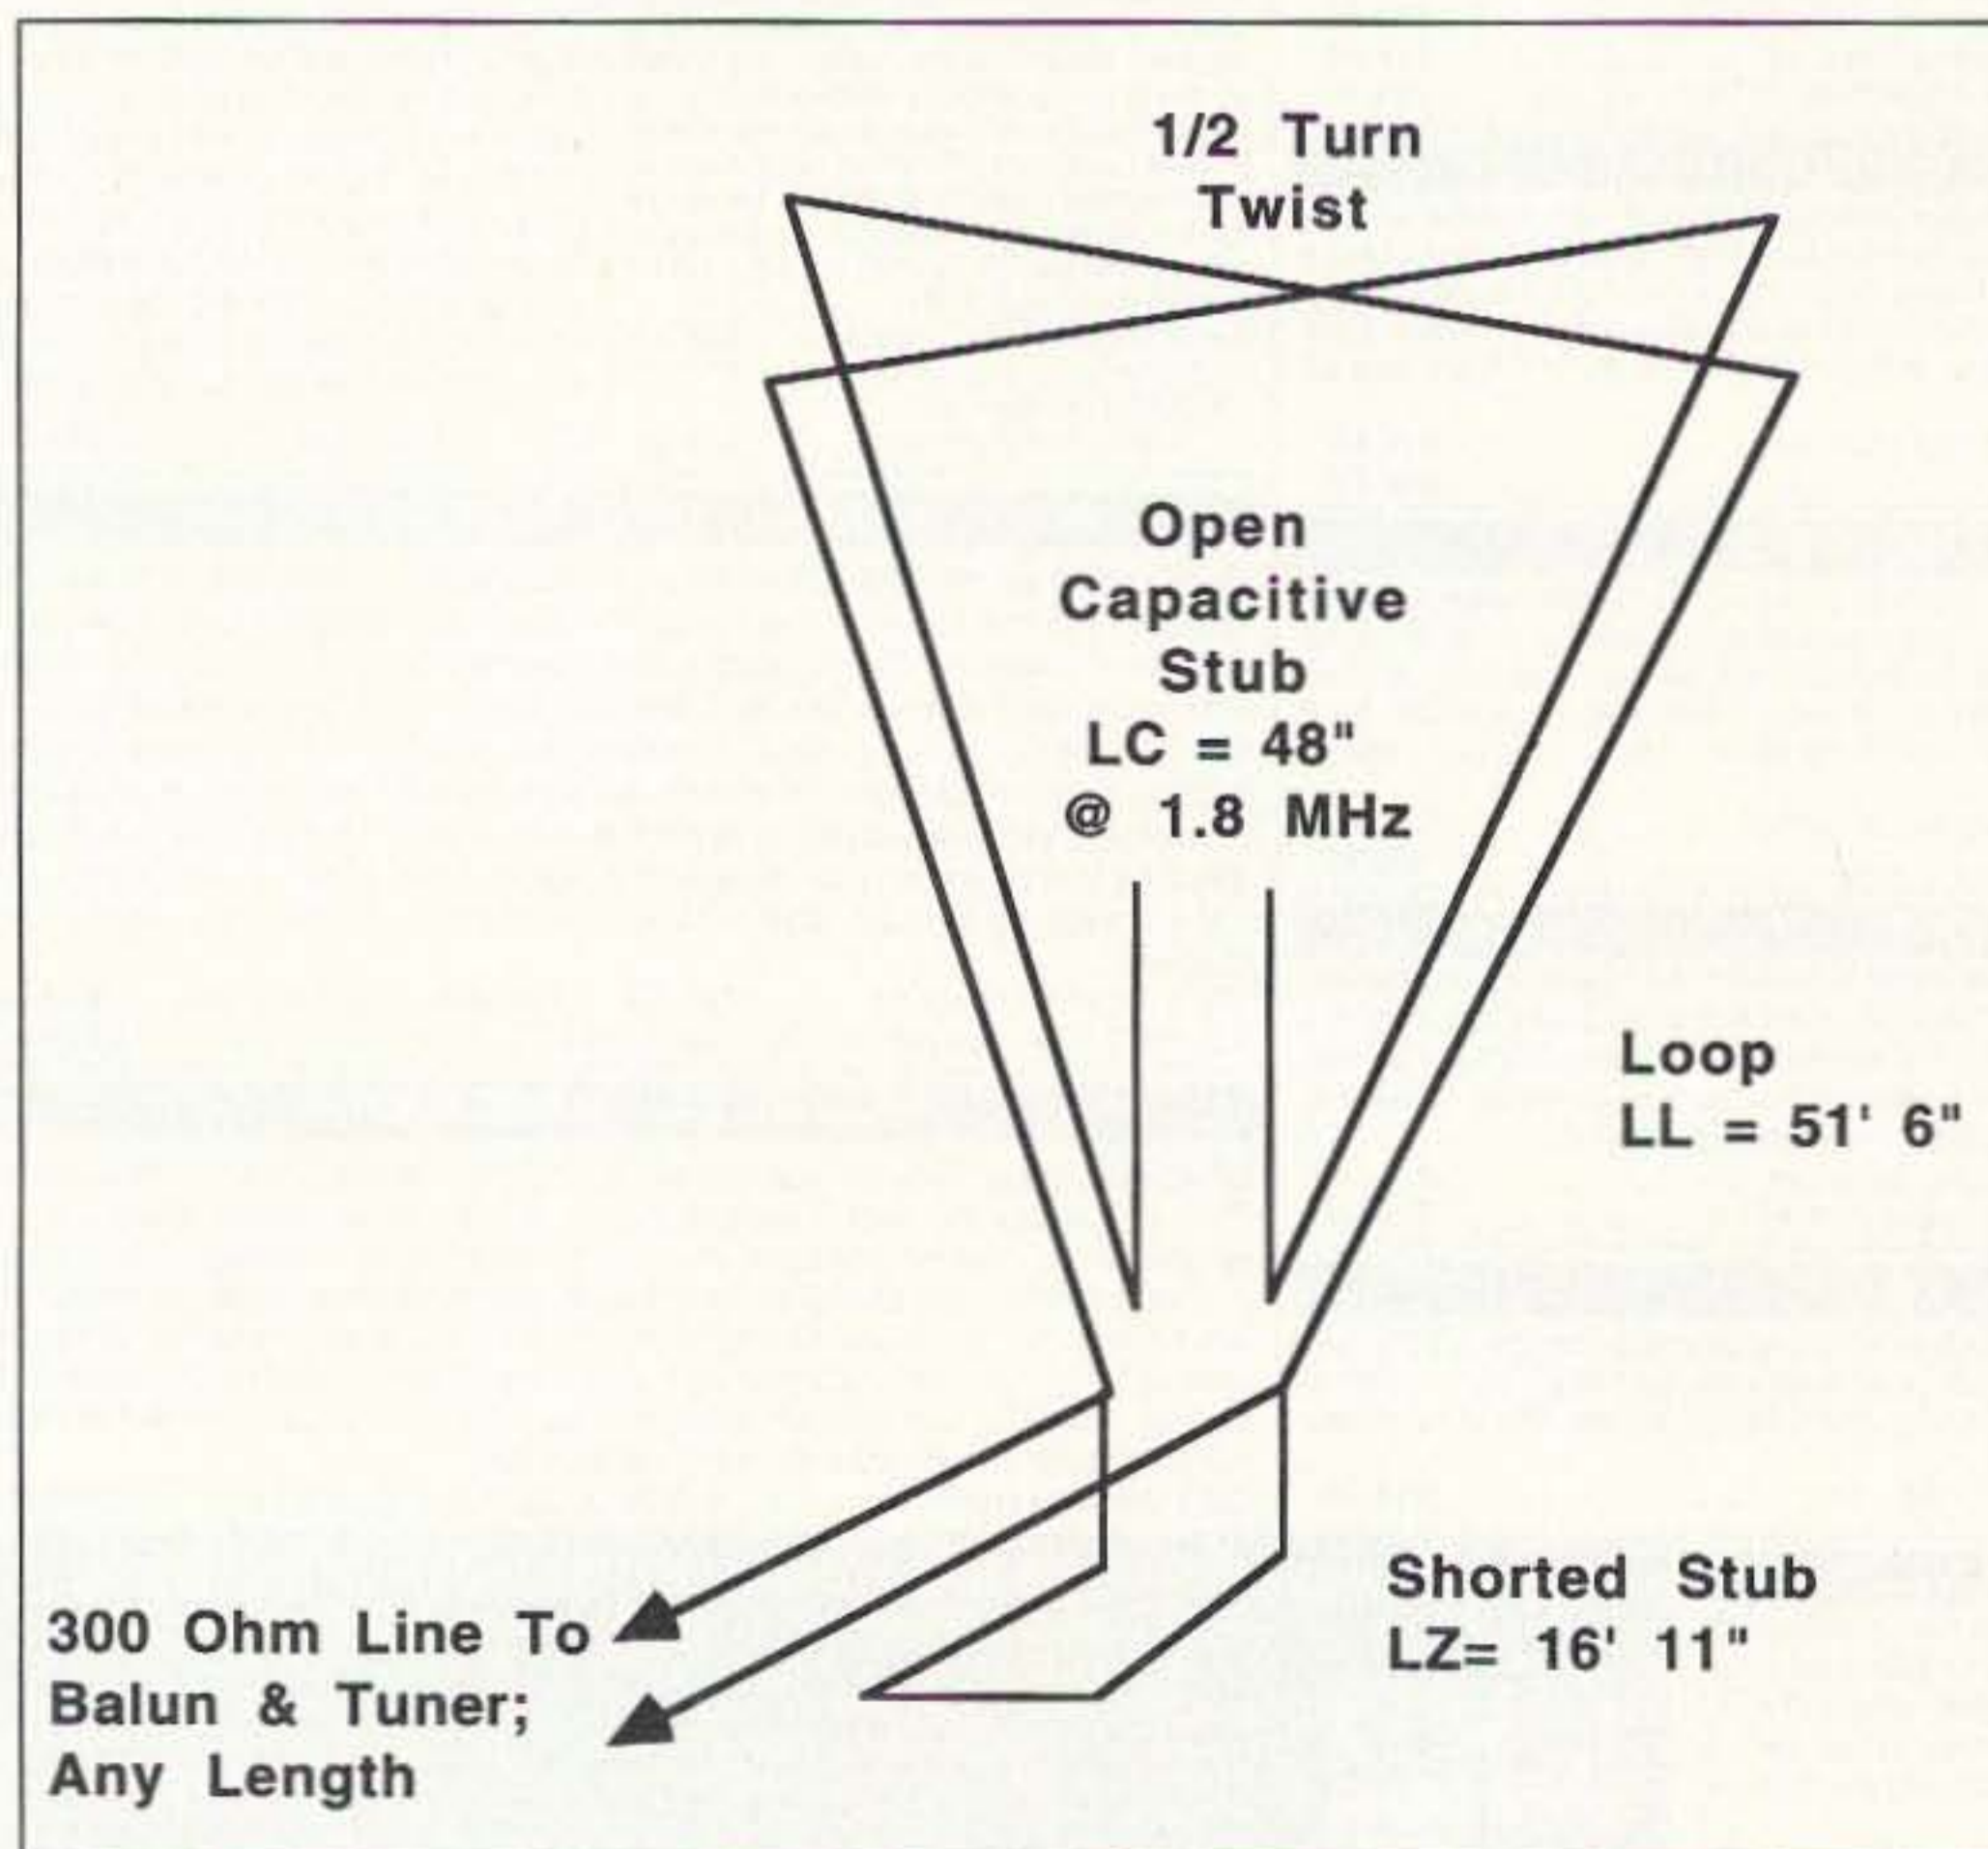 1/2 Turn
Twist
Open
Capacitive
Stub
LC = 48"
@ 1.8 MHz
Loop
LL = 51' 6"
Shorted Stub
LZ= 16' 11"
300 Ohm Line To
Balun & Tuner;
Any Length